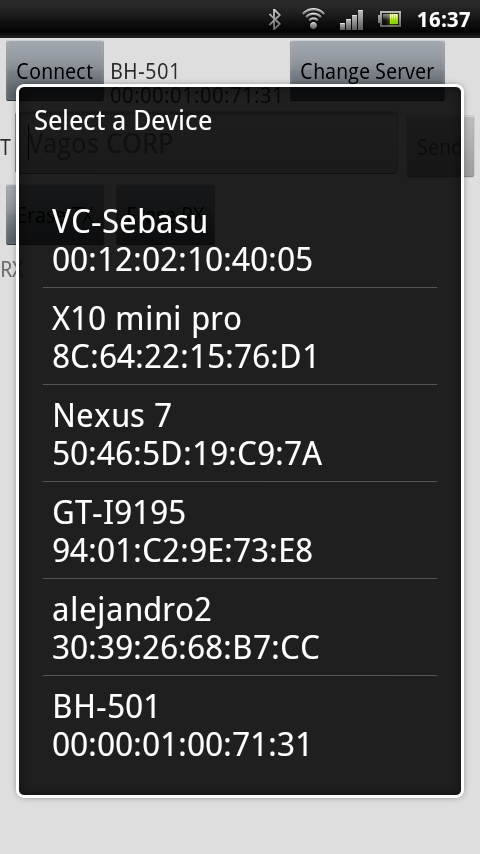 16:37
Connect
BH-501
00:00:01:00:71:31
Change Server
Select a Device
T
Vagos CORP
Send
VC-Sebasu
00:12:02:10:40:05
RX
X10 mini pro
8C:64:22:15:76:D1
Nexus 7
50:46:5D:19:C9:7A
GT-I9195
94:01:C2:9E:73:E8
alejandro2
30:39:26:68:B7:CC
BH-501
00:00:01:00:71:31